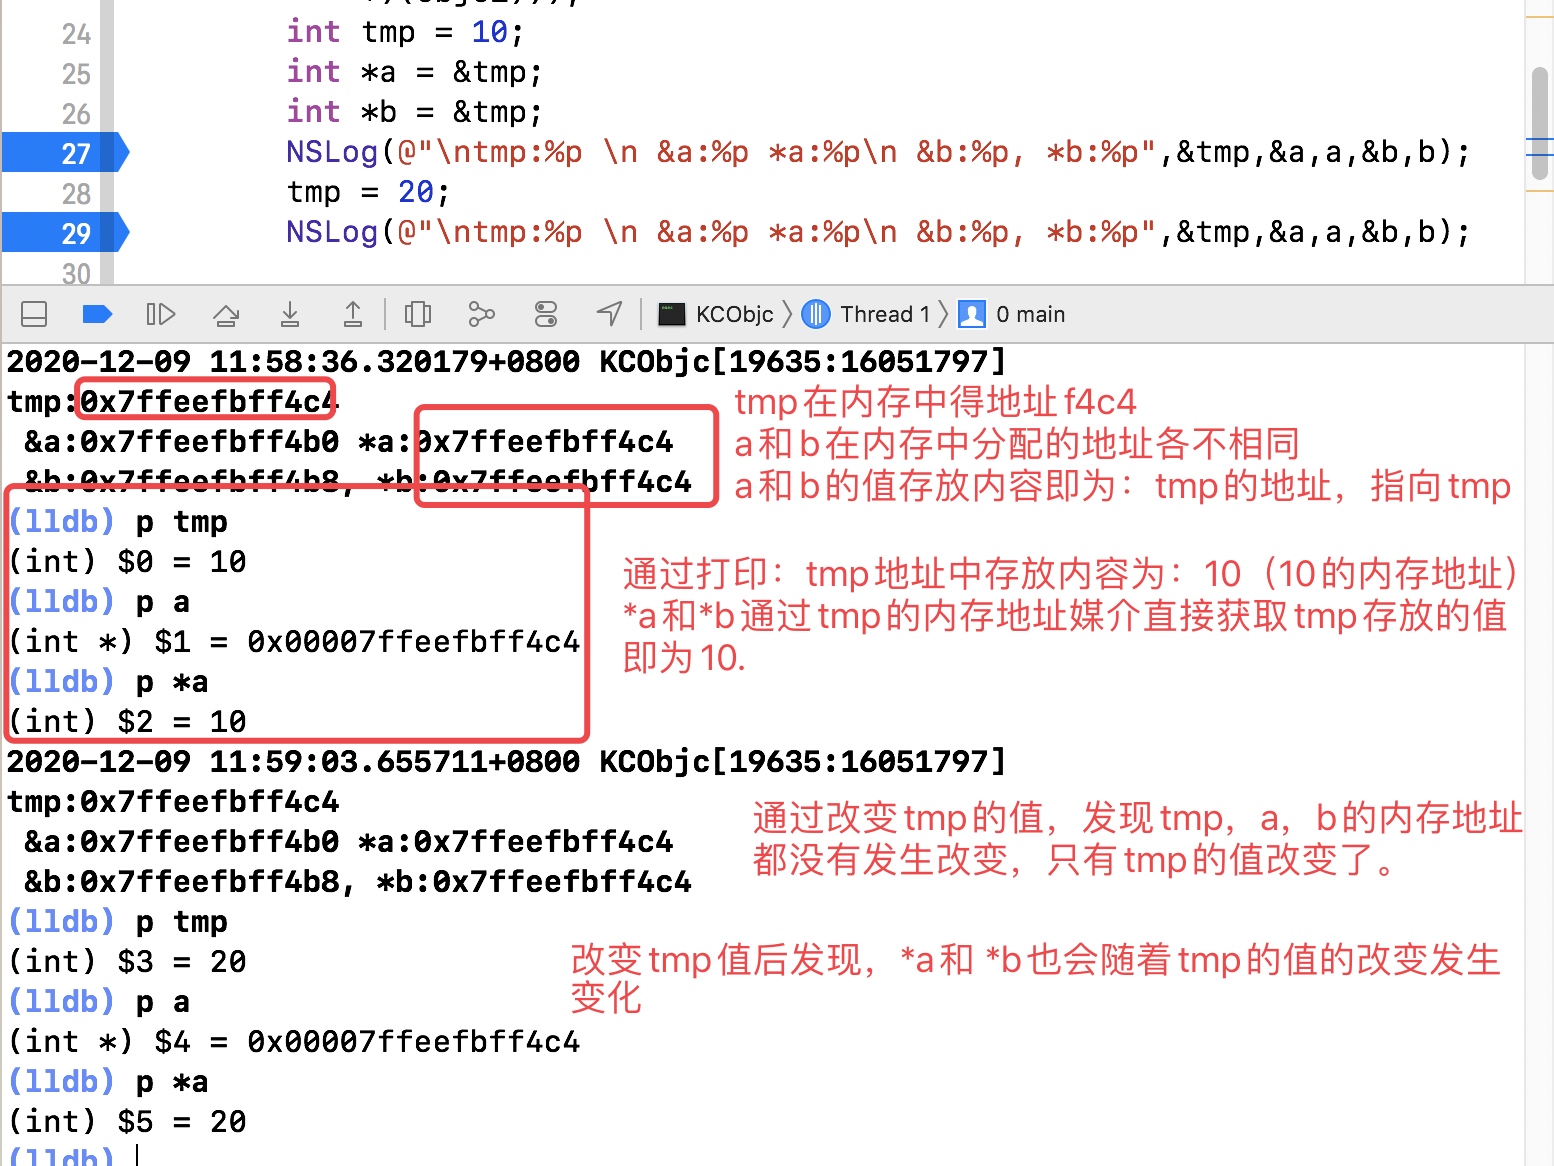 24 int tmp = 10;
25 int *a = &tmp;
26 int *b = &tmp;
27 NSLog(@"\ntmp:%p \n &a:%p *a:%p\n &b:%p, *b:%p",&tmp,&a,a,&b,b);
28 tmp = 20;
29 NSLog(@"\ntmp:%p \n &a:%p *a:%p\n &b:%p, *b:%p",&tmp,&a,a,&b,b);
30
KCObjc Thread 1 0 main
2020-12-09 11:58:36.320179+0800 KCObjc[19635:16051797]
tmp:0x7ffeefbff4c4
&a:0x7ffeefbff4b0 *a:0x7ffeefbff4c4
&b:0x7ffeefbff4b8, *b:0x7ffeefbff4c4
tmp在内存中得地址f4c4
a和b在内存中分配的地址各不相同
a和b的值存放内容即为：tmp的地址，指向tmp
(lldb) p tmp
(int) $0 = 10
(lldb) p a
(int *) $1 = 0x00007ffeefbff4c4
(lldb) p *a
(int) $2 = 10
通过打印：tmp地址中存放内容为：10（10的内存地址）
*a和*b通过tmp的内存地址媒介直接获取tmp存放的值
即为10.
2020-12-09 11:59:03.655711+0800 KCObjc[19635:16051797]
tmp:0x7ffeefbff4c4
&a:0x7ffeefbff4b0 *a:0x7ffeefbff4c4
&b:0x7ffeefbff4b8, *b:0x7ffeefbff4c4
通过改变tmp的值，发现tmp，a，b的内存地址
都没有发生改变，只有tmp的值改变了。
(lldb) p tmp
(int) $3 = 20
(lldb) p a
(int *) $4 = 0x00007ffeefbff4c4
(lldb) p *a
(int) $5 = 20
(lldb)
改变tmp值后发现，*a和 *b也会随着tmp的值的改变发生
变化